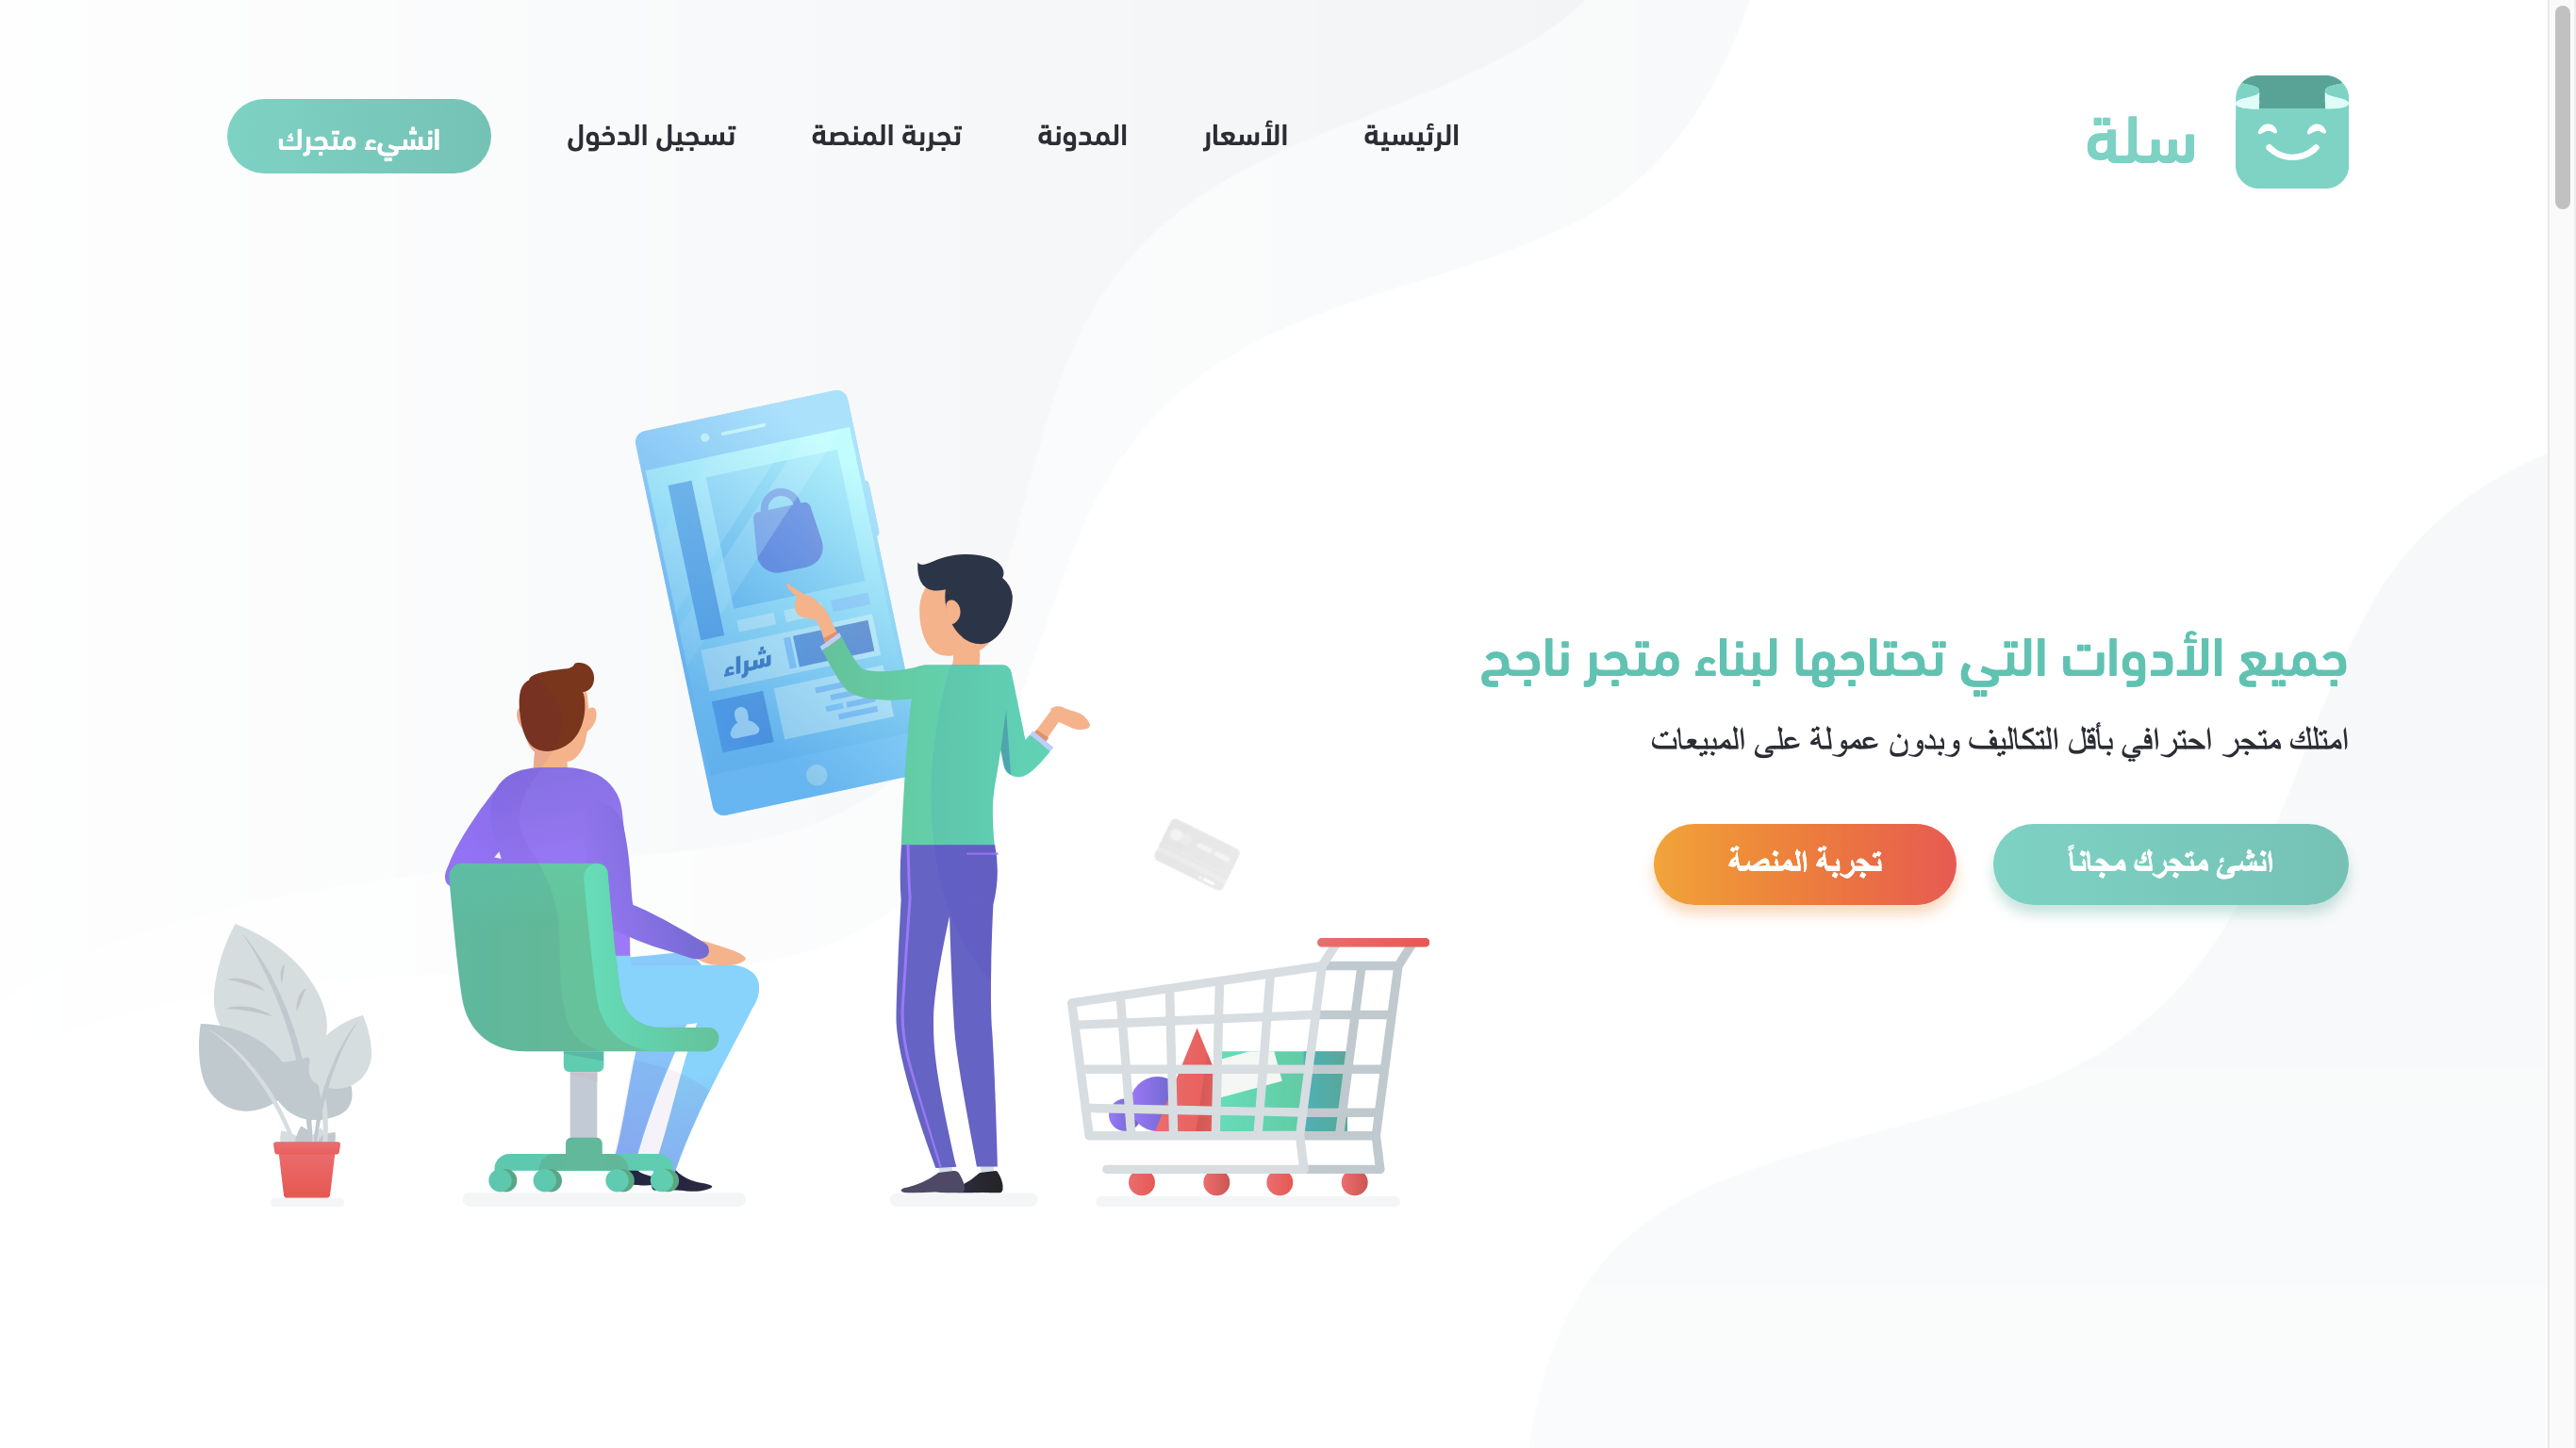 سلة
الرئيسية
الأسعار
المدونة
تجربة المنصة
تسجيل الدخول
انشيء متجرك
جميع الأدوات التي تحتاجها لبناء متجر ناجح
امتلك متجر احترافي بأقل التكاليف وبدون عمولة على المبيعات
انشئ متجرك مجاناً
تجربة المنصة
شراء